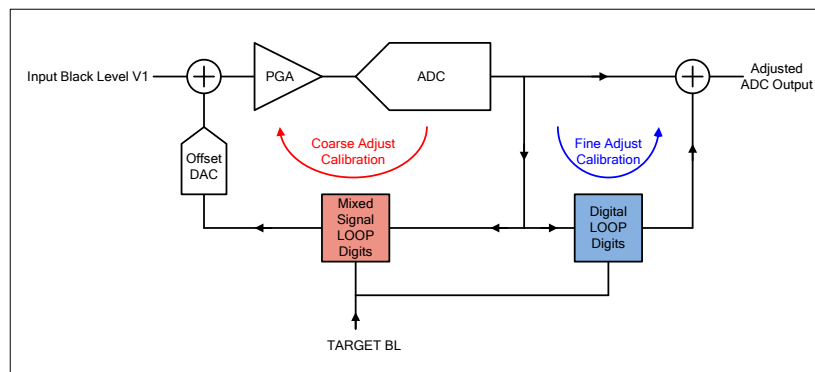 Input Black Level V1
PGA
ADC
Adjusted
ADC Output
Coarse Adjust
Calibration
Fine Adjust
Calibration
Offset
DAC
Mixed
Signal
LOOP
Digits
Digital
LOOP
Digits
TARGET BL